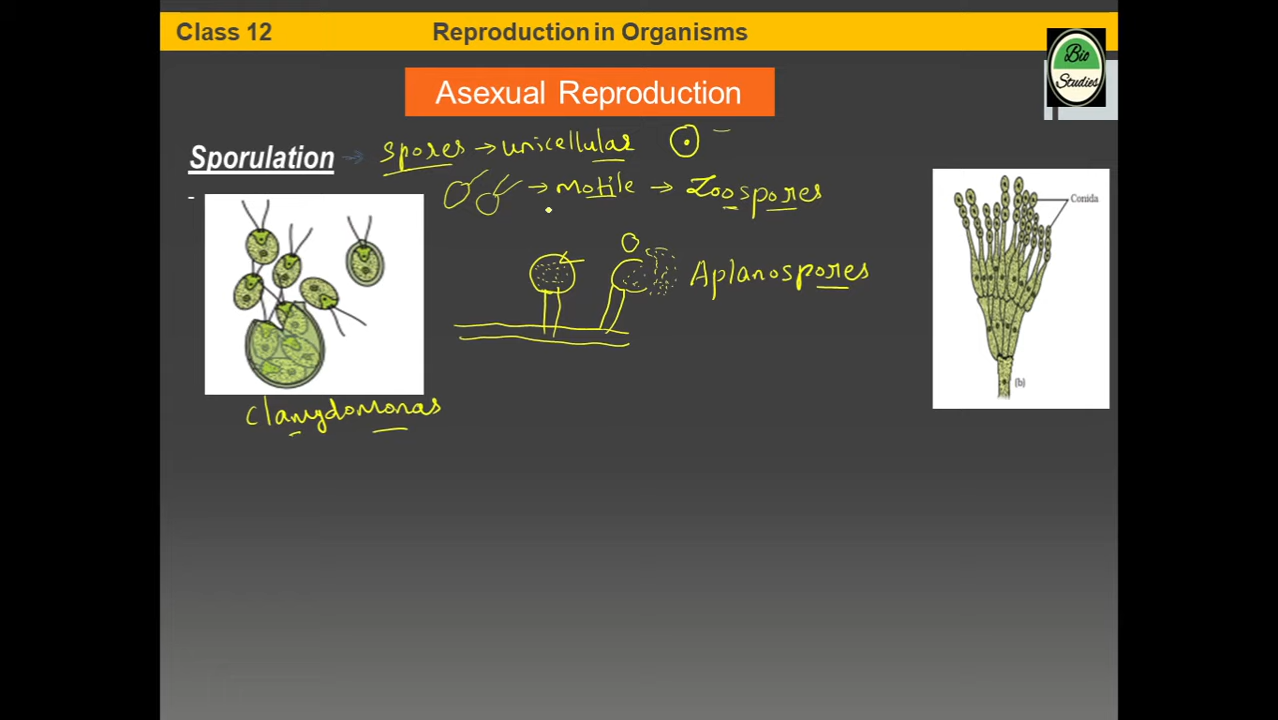 Class 12 Reproduction in Organisms
Bio
Studies
Asexual Reproduction
Sporulation → spores → unicellular
→ motile → Zoospores
Aplanospores
Conida
(b)
Clamydomonas